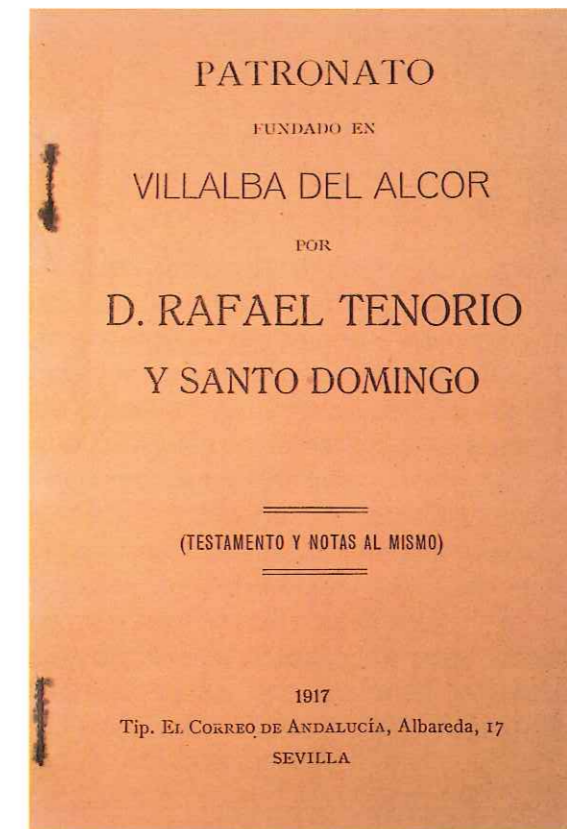 PATRONATO
FUNDADO EN
VILLALBA DEL ALCOR
POR
D. RAFAEL TENORIO
Y SANTO DOMINGO
(TESTAMENTO Y NOTAS AL MISMO)
1917
Tip. EL CORREO DE ANDALUCÍA, Albareda, 17
SEVILLA